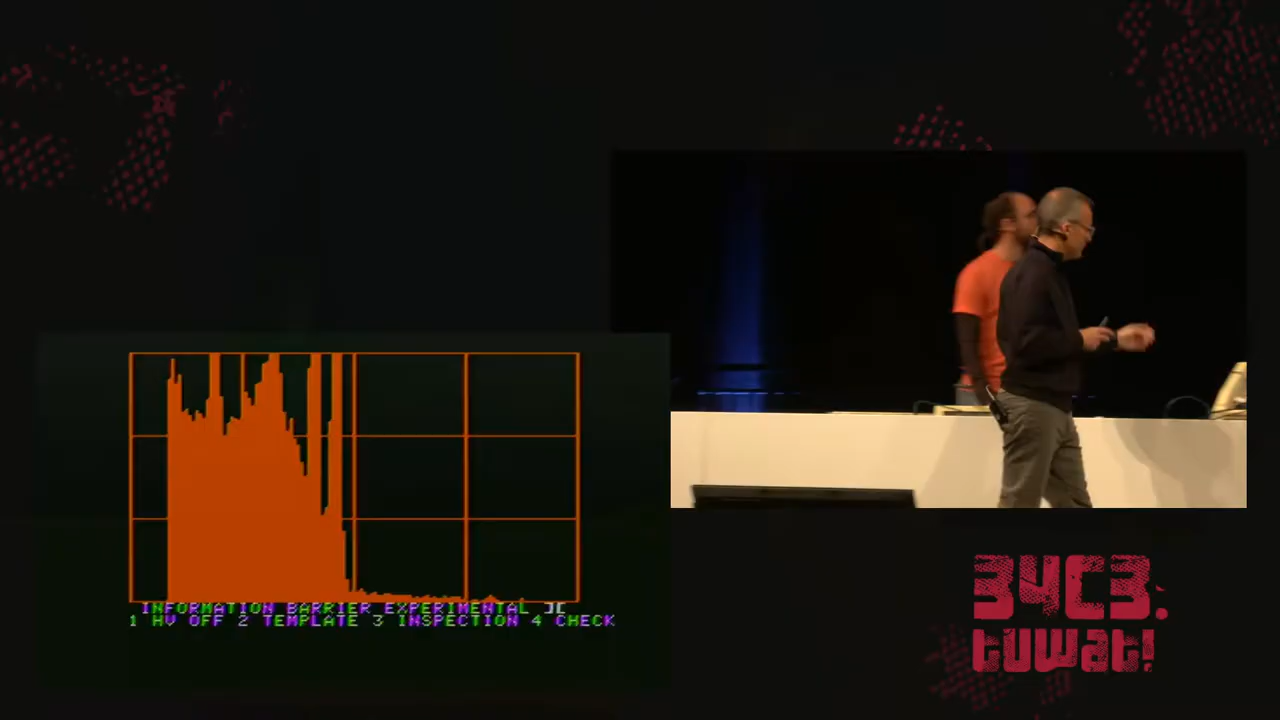 INFORMATION BARRIER EXPERIMENTAL ][
1 HV OFF 2 TEMPLATE 3 INSPECTION 4 CHECK
34C3:
tuwat!